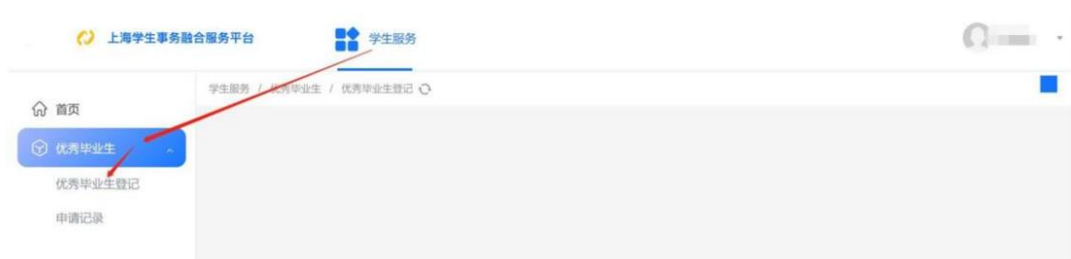 上海学生事务融合服务平台 学生服务
学生服务 / 优秀毕业生 / 优秀毕业生登记
首页
优秀毕业生
优秀毕业生登记
申请记录